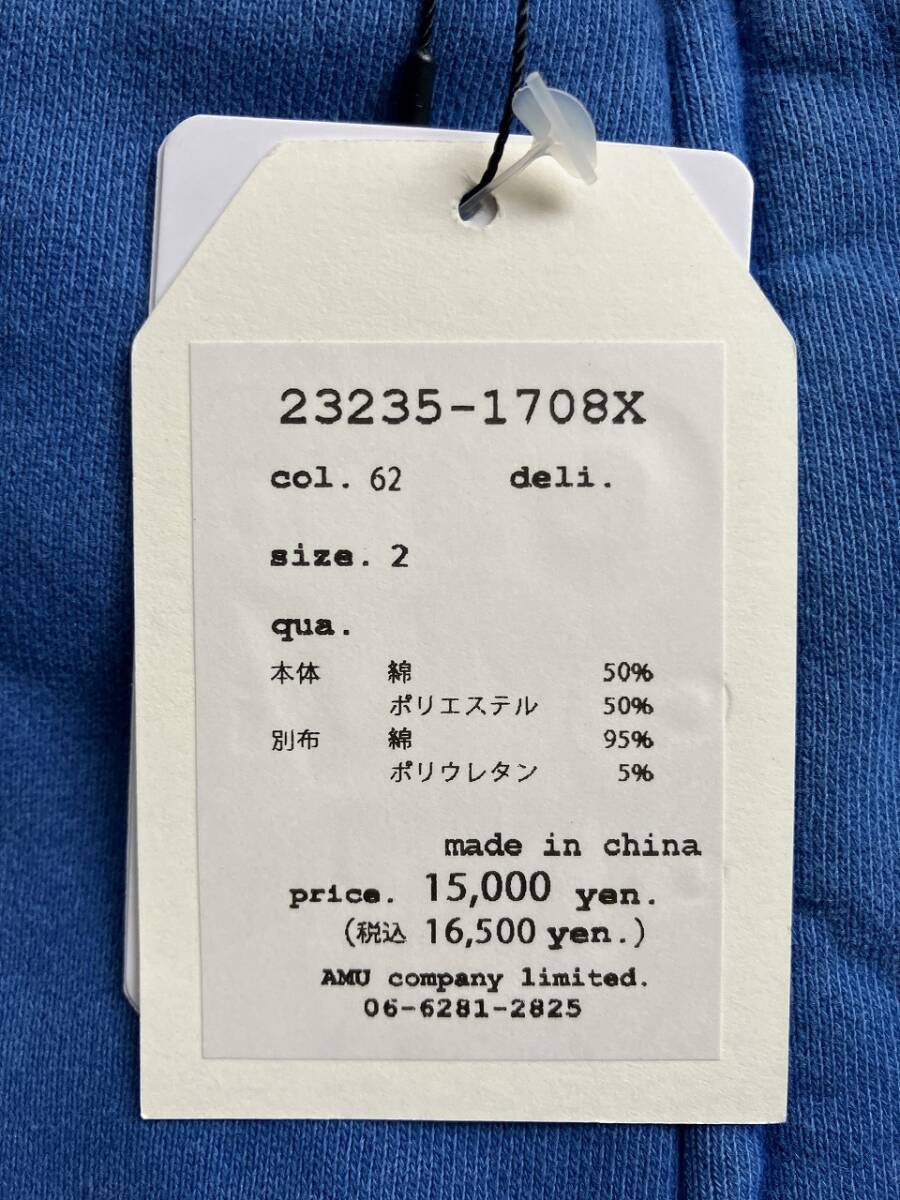 23235-1708X
col. 62 deli.
size. 2
qua.
本体 綿 50%
ポリエステル 50%
別布 綿 95%
ポリウレタン 5%
made in china
price. 15,000 yen.
(税込 16,500 yen.)
AMU company limited.
06-6281-2825